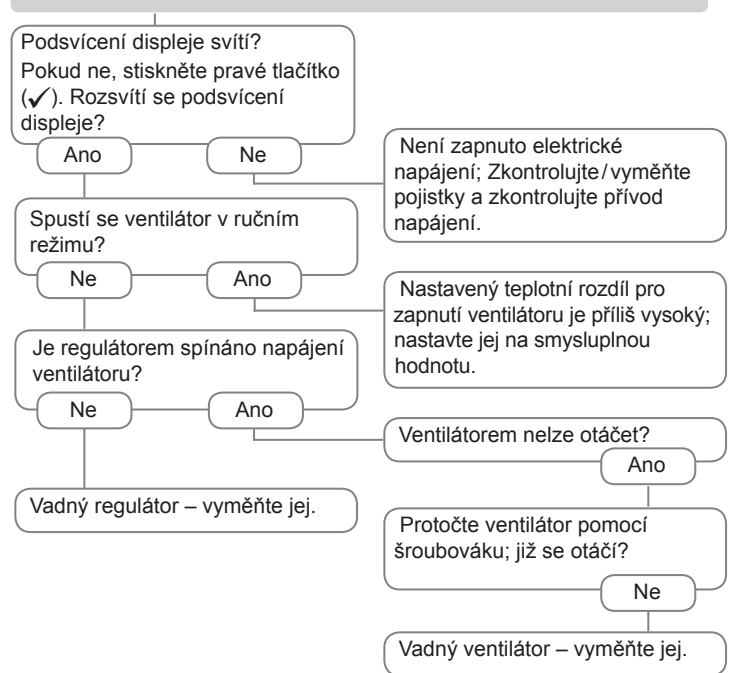 Podsvícení displeje svítí?
Pokud ne, stiskněte pravé tlačítko
(✓). Rozsvítí se podsvícení
displeje?
Ano
Ne
Není zapnuto elektrické
napájení; Zkontrolujte/vyměňte
pojistky a zkontrolujte přívod
napájení.
Spustí se ventilátor v ručním
režimu?
Ne
Ano
Nastavený teplotní rozdíl pro
zapnutí ventilátoru je příliš vysoký;
nastavte jej na smysluplnou
hodnotu.
Je regulátorem spínáno napájení
ventilátoru?
Ne
Ano
Ventilátorem nelze otáčet?
Ano
Vadný regulátor – vyměňte jej.
Protočte ventilátor pomocí
šroubováku; již se otáčí?
Ne
Vadný ventilátor – vyměňte jej.